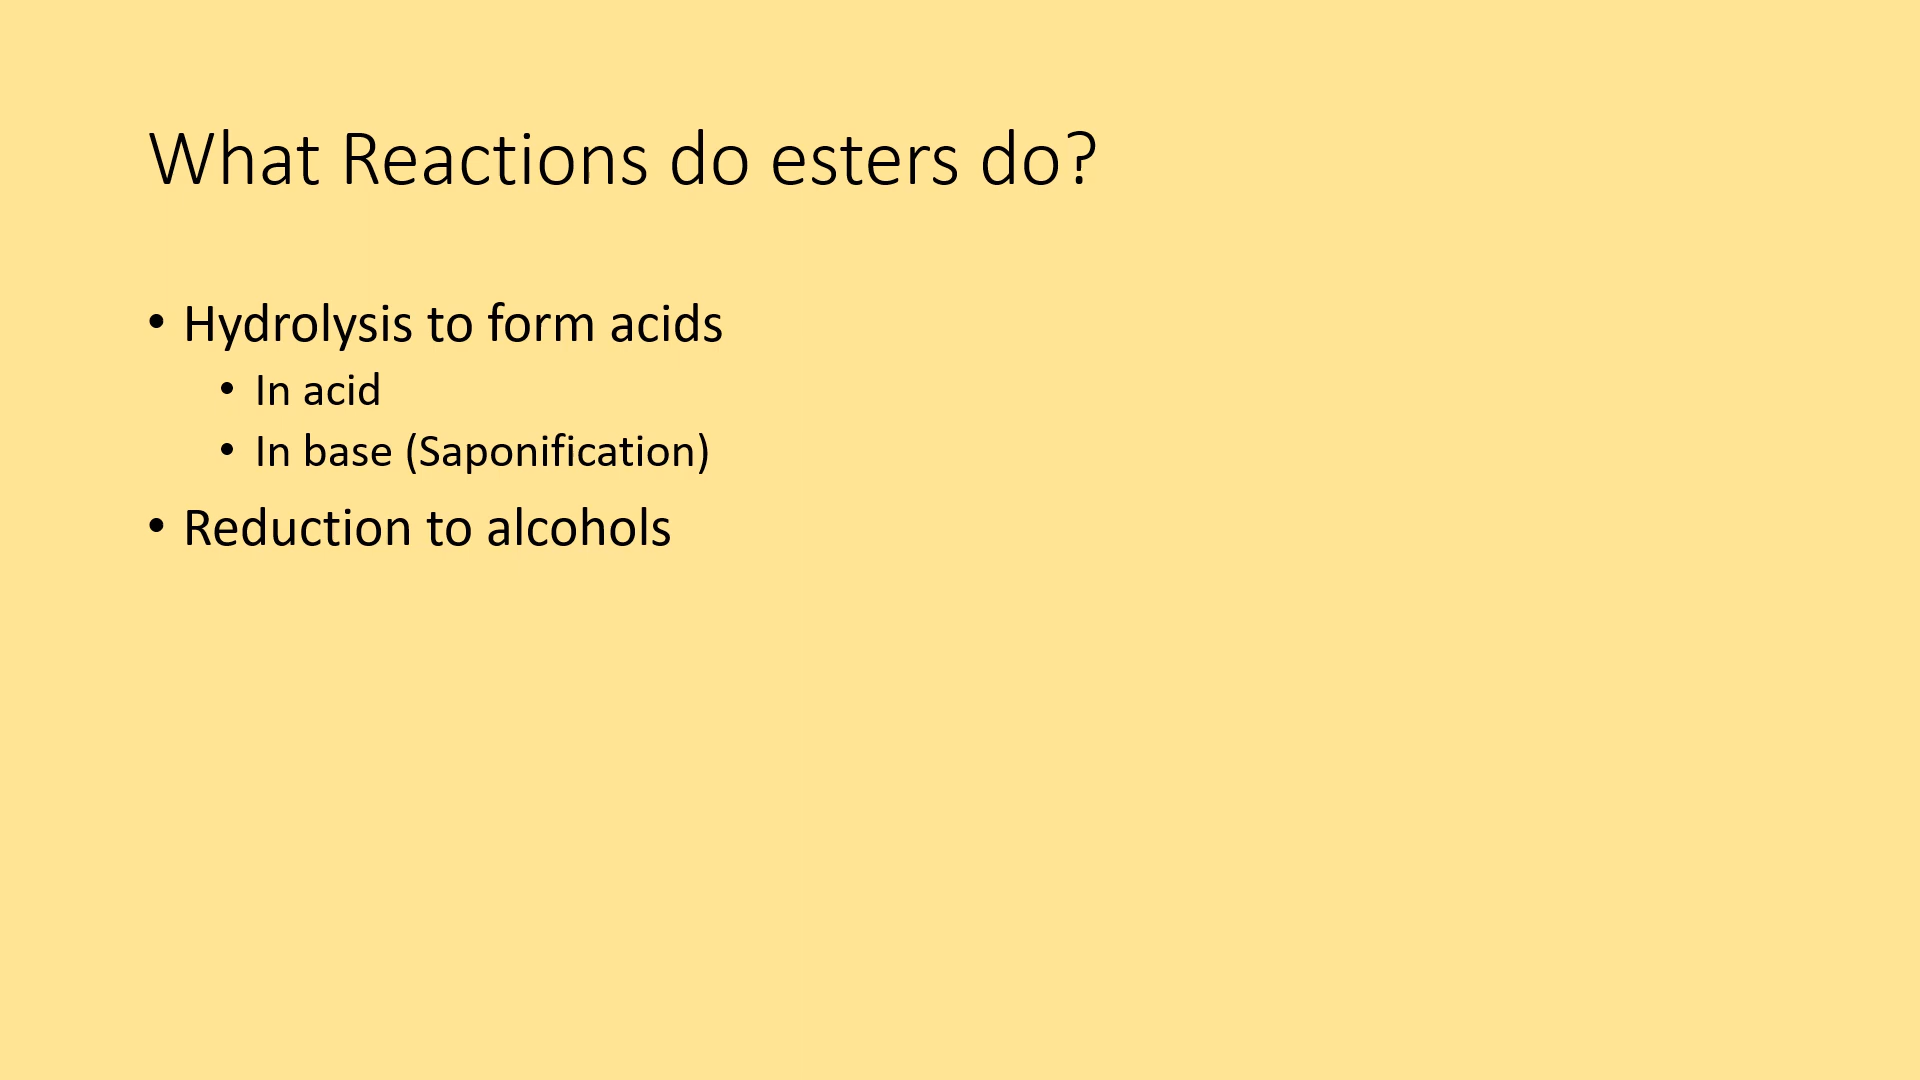 What Reactions do esters do?
• Hydrolysis to form acids
• In acid
• In base (Saponification)
• Reduction to alcohols